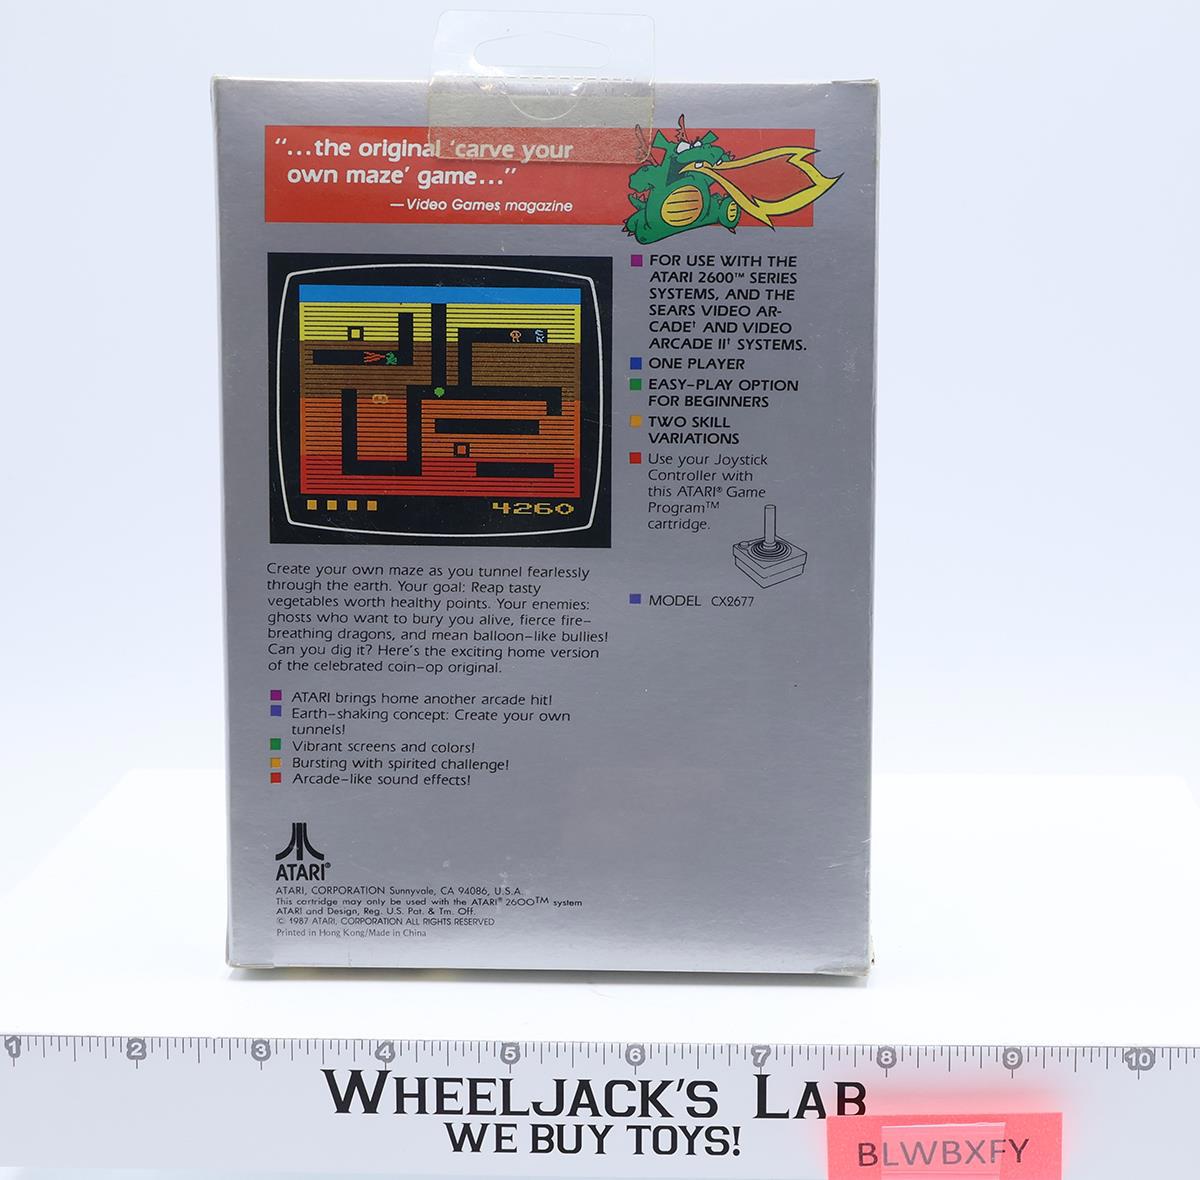 “...the original ‘carve your
own maze’ game...”
—Video Games magazine
FOR USE WITH THE
ATARI 2600™ SERIES
SYSTEMS, AND THE
SEARS VIDEO AR-
CADE† AND VIDEO
ARCADE II† SYSTEMS.
ONE PLAYER
EASY-PLAY OPTION
FOR BEGINNERS
TWO SKILL
VARIATIONS
Use your Joystick
Controller with
this ATARI® Game
Program™
cartridge.
MODEL CX2677
4260
Create your own maze as you tunnel fearlessly
through the earth. Your goal: Reap tasty
vegetables worth healthy points. Your enemies:
ghosts who want to bury you alive, fierce fire-
breathing dragons, and mean balloon-like bullies!
Can you dig it? Here's the exciting home version
of the celebrated coin-op original.
ATARI brings home another arcade hit!
Earth-shaking concept: Create your own
tunnels!
Vibrant screens and colors!
Bursting with spirited challenge!
Arcade-like sound effects!
ATARI®
ATARI, CORPORATION Sunnyvale, CA 94086, U.S.A.
This cartridge may only be used with the ATARI® 2600™ system
ATARI and Design, Reg. U.S. Pat. & Tm. Off.
© 1987 ATARI, CORPORATION ALL RIGHTS RESERVED
Printed in Hong Kong/Made in China
1 2 3 4 5 6 7 8 9 10
WHEELJACK'S LAB
WE BUY TOYS!
BLWBXFY